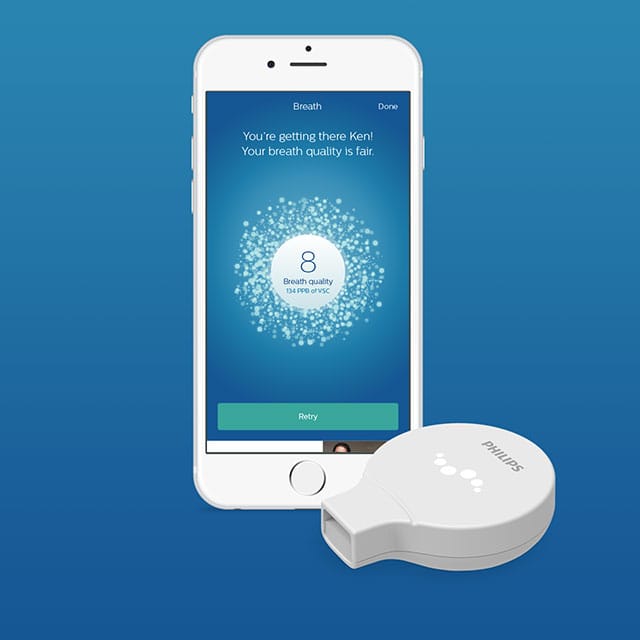 Breath
Done
You're getting there Ken!
Your breath quality is fair.
8
Breath quality
134 PPB of VSC
Retry
PHILIPS